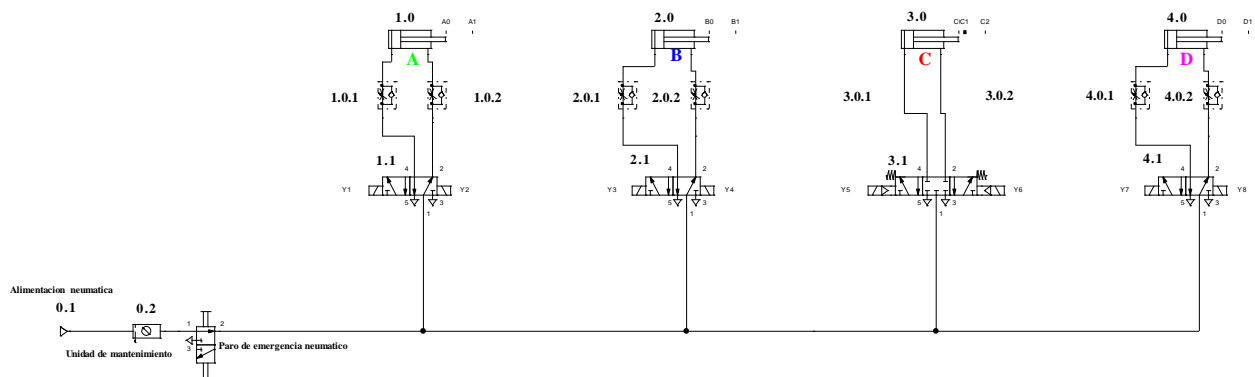 1.0 A0 A1
2.0 B0 B1
3.0 C1 C2
4.0 D0 D1
A
B
C
D
1.0.1 1.0.2
2.0.1 2.0.2
3.0.1 3.0.2
4.0.1 4.0.2
1.1 4 2
2.1 4 2
3.1 4 2
4.1 4 2
Y1 Y2
Y3 Y4
Y5 Y6
Y7 Y8
5 3
1
5 3
1
5 3
1
5 3
1
Alimentacion neumatica
0.1 0.2
1 2
3
Paro de emergencia neumatico
Unidad de mantenimiento